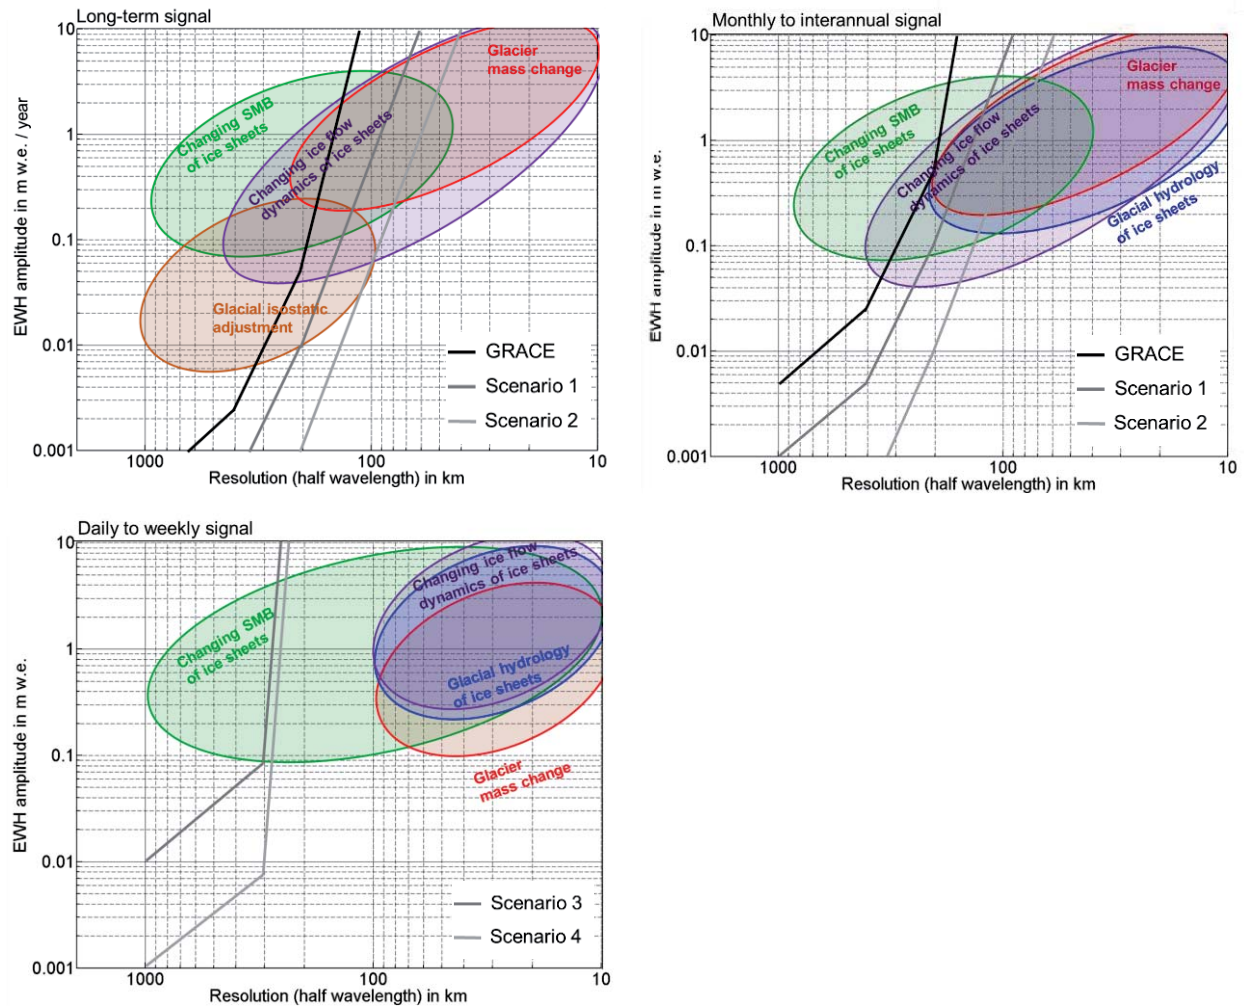 Long-term signal
10
1
0.1
0.01
0.001
EWH amplitude in m w.e. / year
Changing SMB
of ice sheets
Changing ice flow
dynamics of ice sheets
Glacier
mass change
Glacial isostatic
adjustment
GRACE
Scenario 1
Scenario 2
1000
100
10
Resolution (half wavelength) in km
Monthly to interannual signal
10
1
0.1
0.01
0.001
EWH amplitude in m w.e.
Changing SMB
of ice sheets
Changing ice flow
dynamics of ice sheets
Glacier
mass change
Glacial hydrology
of ice sheets
GRACE
Scenario 1
Scenario 2
1000
100
10
Resolution (half wavelength) in km
Daily to weekly signal
10
1
0.1
0.01
0.001
EWH amplitude in m w.e.
Changing SMB
of ice sheets
Changing ice flow
dynamics of ice sheets
Glacial hydrology
of ice sheets
Glacier
mass change
Scenario 3
Scenario 4
1000
100
10
Resolution (half wavelength) in km